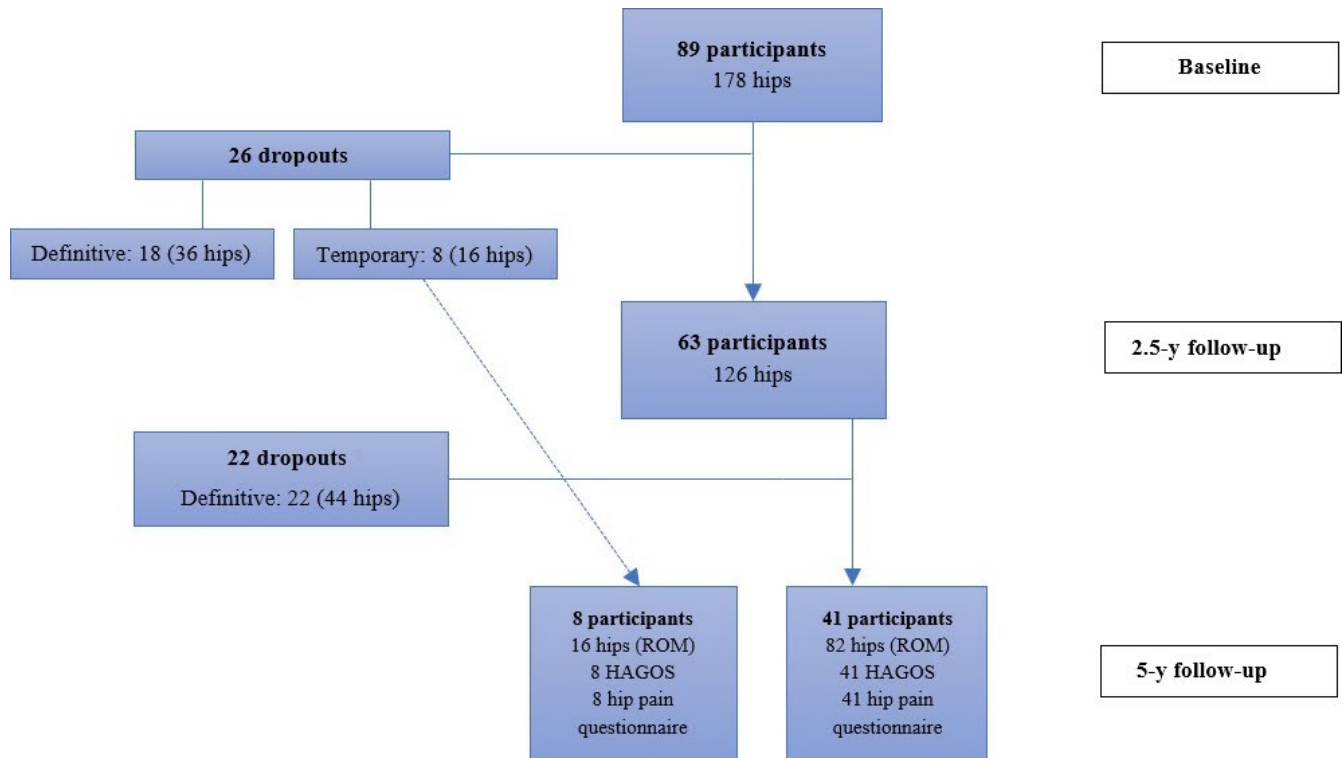 89 participants
178 hips
Baseline
26 dropouts
Definitive: 18 (36 hips)
Temporary: 8 (16 hips)
63 participants
126 hips
2.5-y follow-up
22 dropouts
Definitive: 22 (44 hips)
8 participants
16 hips (ROM)
8 HAGOS
8 hip pain
questionnaire
41 participants
82 hips (ROM)
41 HAGOS
41 hip pain
questionnaire
5-y follow-up